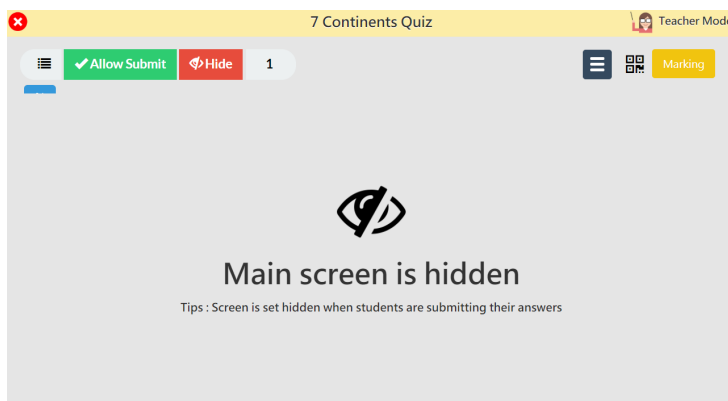 7 Continents Quiz
Teacher Mode
Allow Submit
Hide
1
Marking
Main screen is hidden
Tips : Screen is set hidden when students are submitting their answers